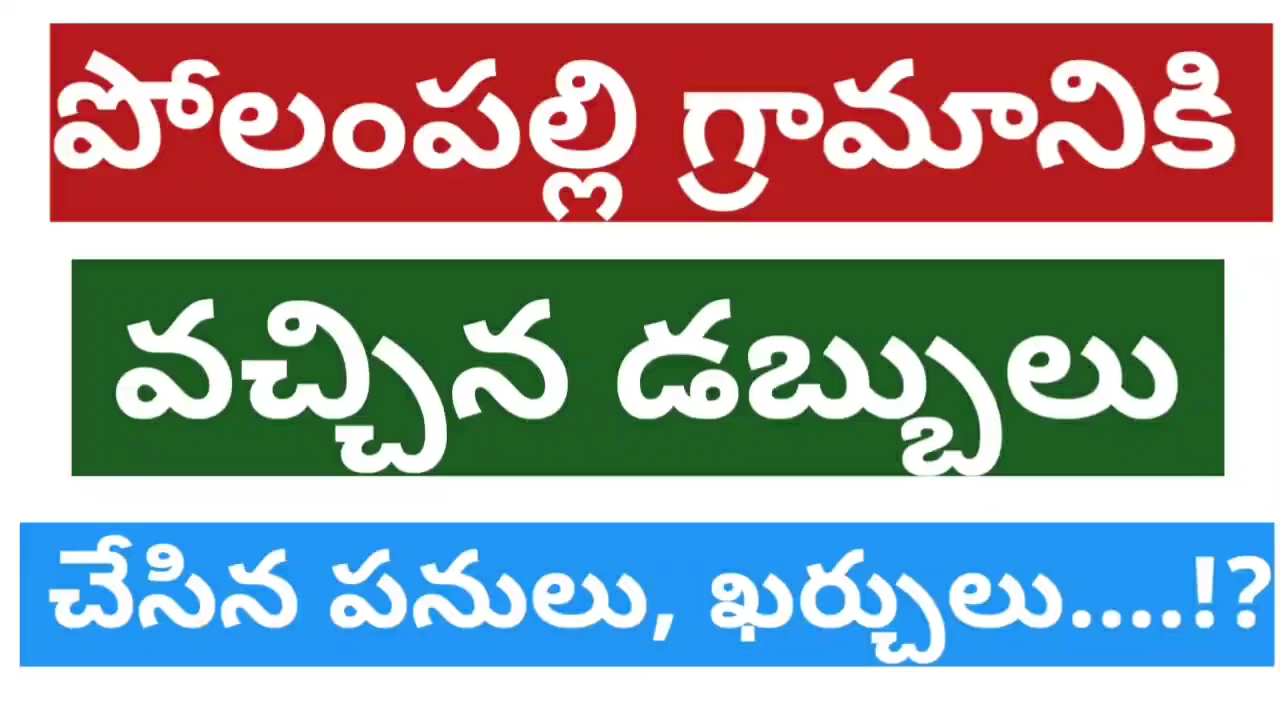 పోలంపల్లి గ్రామానికి
వచ్చిన డబ్బులు
చేసిన పనులు, ఖర్చులు....!?